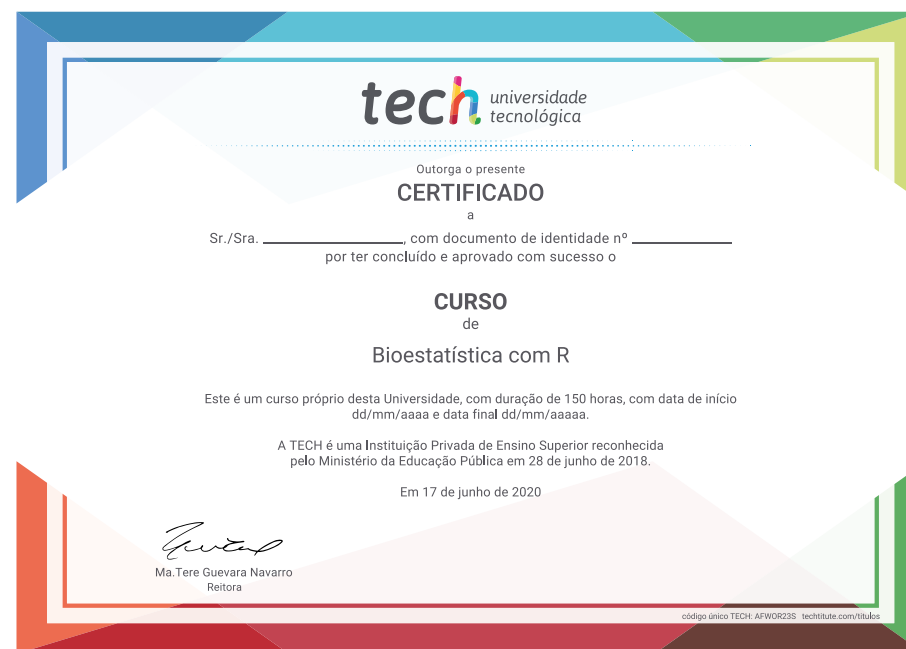 tech universidade
tecnológica
Outorga o presente
CERTIFICADO
a
Sr./Sra. ____________________, com documento de identidade nº ______________
por ter concluído e aprovado com sucesso o
CURSO
de
Bioestatística com R
Este é um curso próprio desta Universidade, com duração de 150 horas, com data de início
dd/mm/aaaa e data final dd/mm/aaaaa.
A TECH é uma Instituição Privada de Ensino Superior reconhecida
pelo Ministério da Educação Pública em 28 de junho de 2018.
Em 17 de junho de 2020
Ma.Tere Guevara Navarro
Reitora
código único TECH: AFWOR23S techtitute.com/titulos